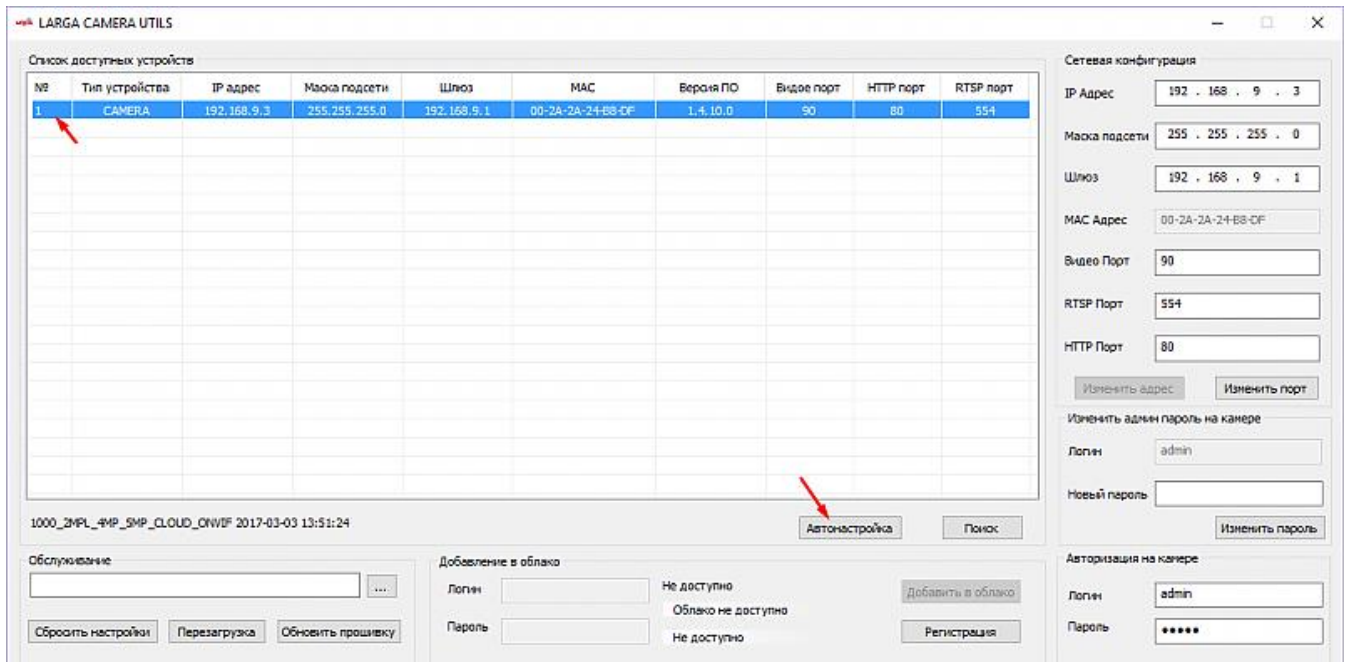 LARGA CAMERA UTILS
Список доступных устройств
№ Тип устройства IP адрес Маска подсети Шлюз MAC Версия ПО Видое порт HTTP порт RTSP порт
1 CAMERA 192.168.9.3 255.255.255.0 192.168.9.1 00-2A-2A-24-B8-DF 1.4.10.0 90 80 554
1000_2MPL_4MP_5MP_CLOUD_ONVIF 2017-03-03 13:51:24
Автонастройка Поиск
Сетевая конфигурация
IP Адрес 192 . 168 . 9 . 3
Маска подсети 255 . 255 . 255 . 0
Шлюз 192 . 168 . 9 . 1
MAC Адрес 00-2A-2A-24-B8-DF
Видео Порт 90
RTSP Порт 554
HTTP Порт 80
Изменить адрес Изменить порт
Изменить админ пароль на камере
Логин admin
Новый пароль
Изменить пароль
Обслуживание
...
Сбросить настройки Перезагрузка Обновить прошивку
Добавление в облако
Логин Не доступно Добавить в облако
Облако не доступно
Пароль Не доступно Регистрация
Авторизация на камере
Логин admin
Пароль •••••